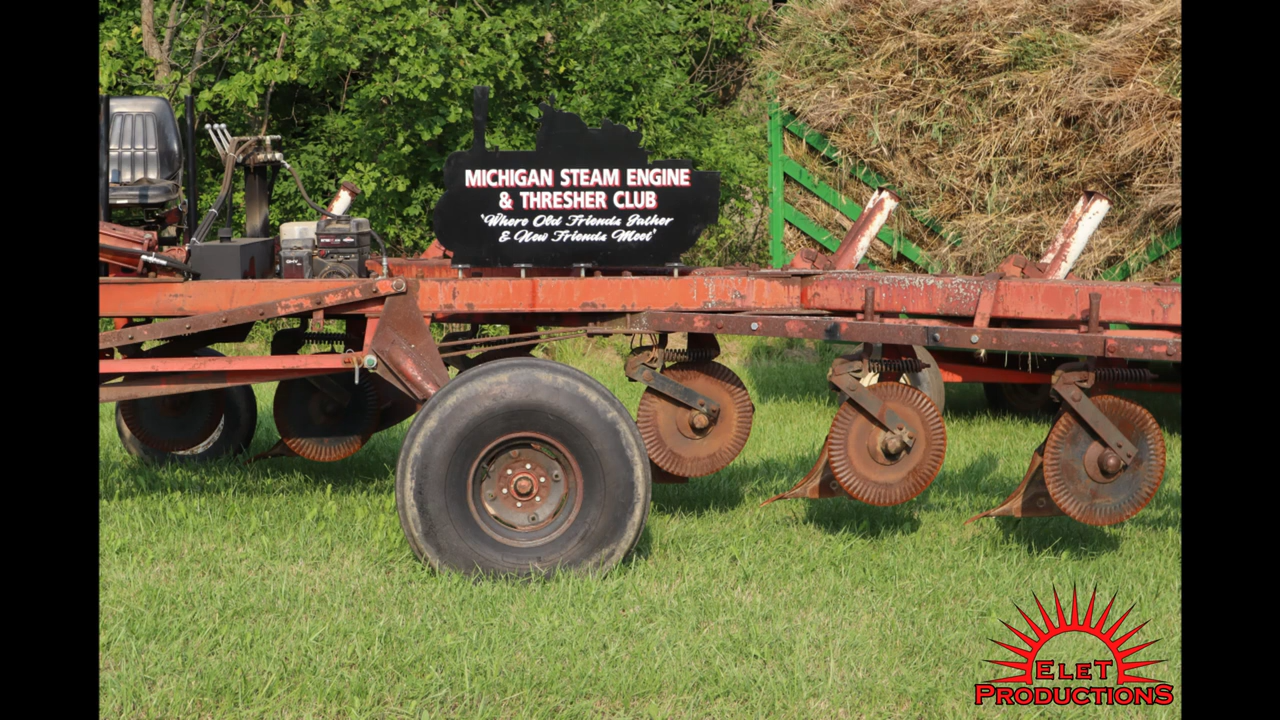 MICHIGAN STEAM ENGINE
& THRESHER CLUB
"Where Old Friends Gather
& New Friends Meet"
ELET
PRODUCTIONS